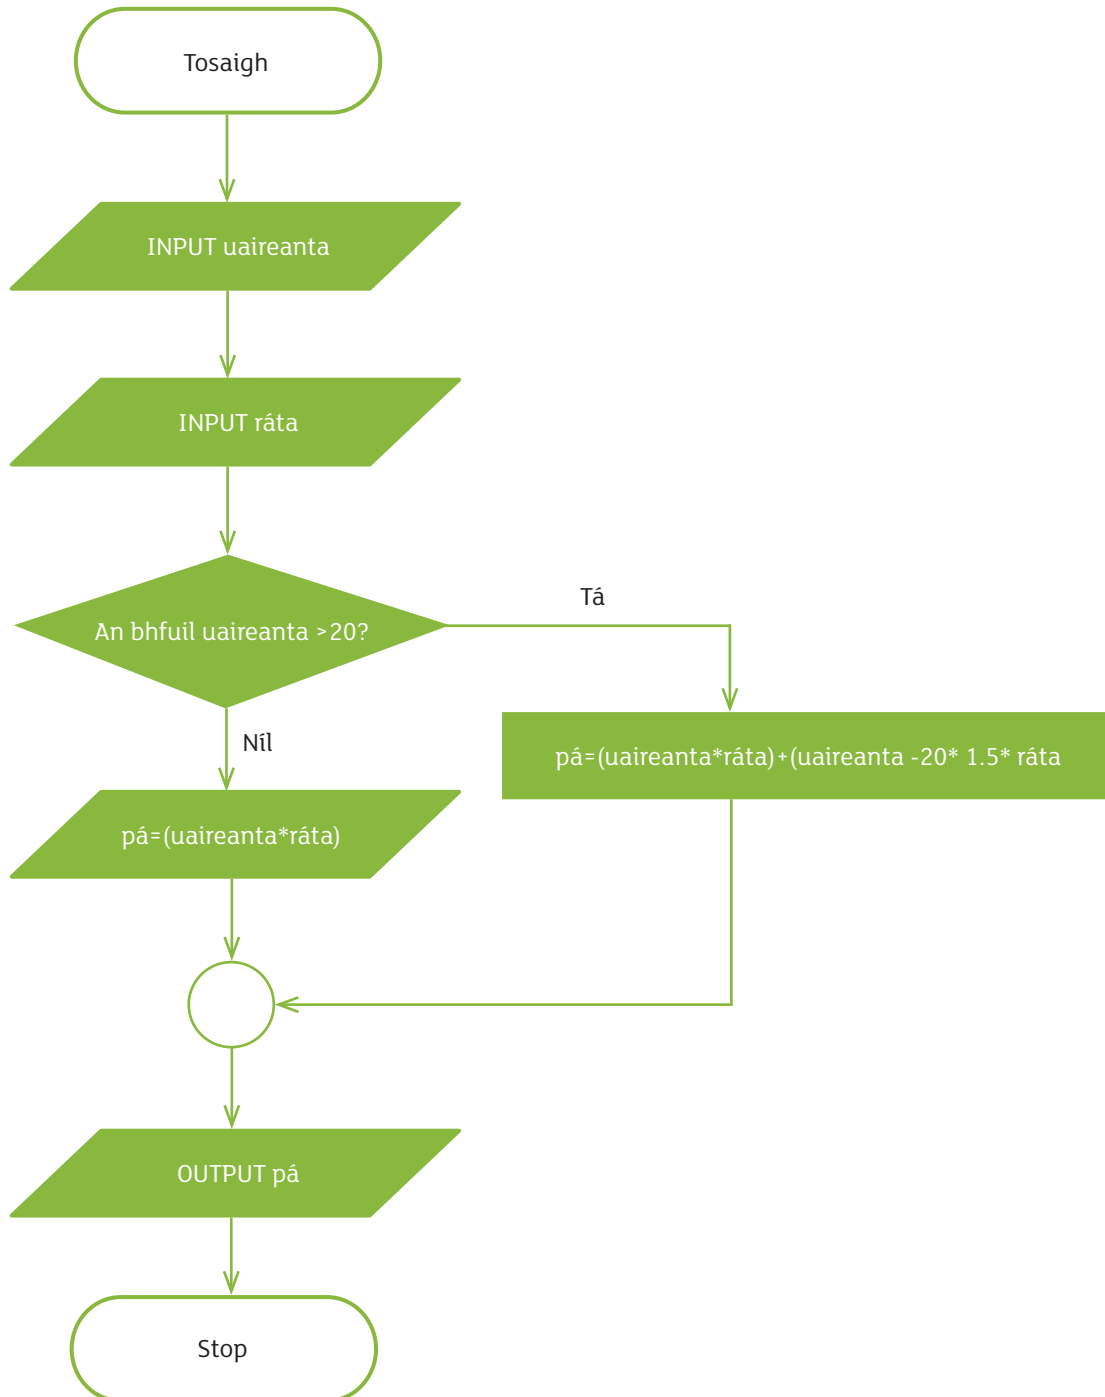 Tosaigh
INPUT uaireanta
INPUT ráta
An bhfuil uaireanta >20?
Tá
Níl
pá=(uaireanta*ráta)+(uaireanta -20* 1.5* ráta
pá=(uaireanta*ráta)
OUTPUT pá
Stop